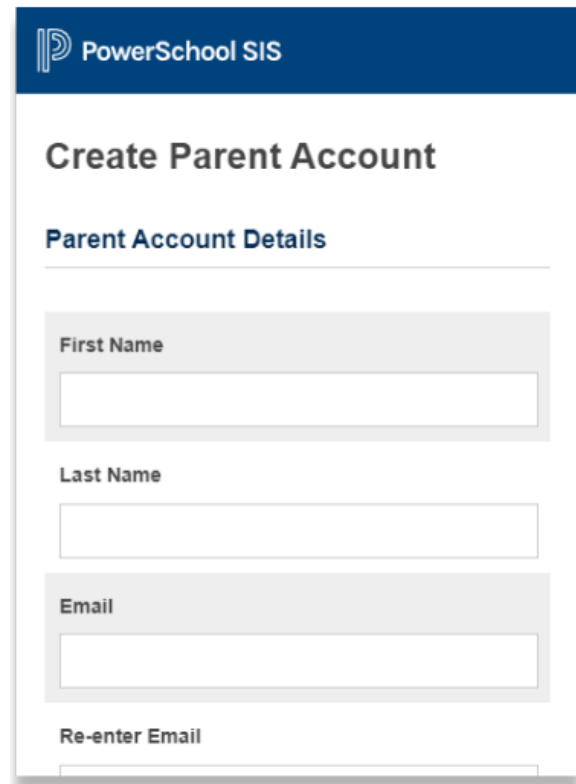 PowerSchool SIS
Create Parent Account
Parent Account Details
First Name
Last Name
Email
Re-enter Email